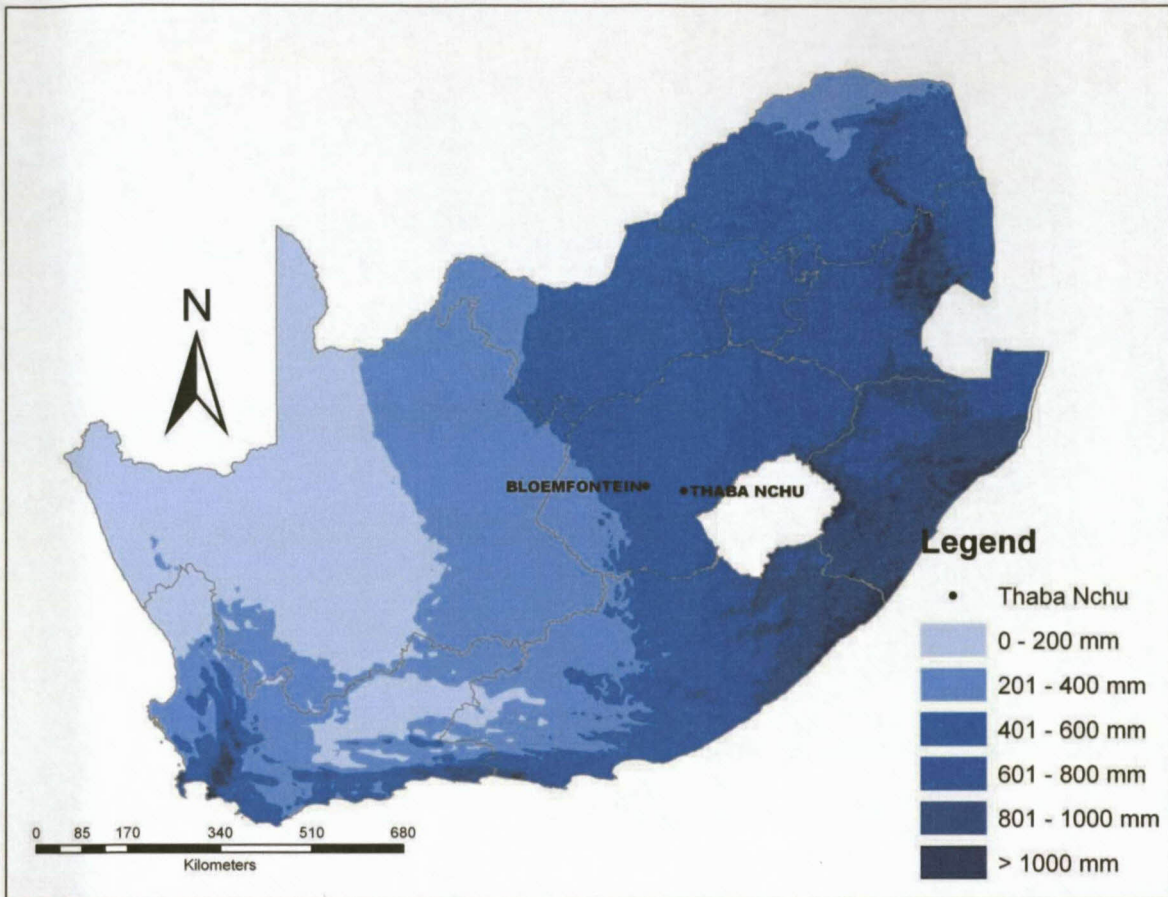 N
BLOEMFONTEIN
THABA NCHU
Legend
Thaba Nchu
0 - 200 mm
201 - 400 mm
401 - 600 mm
601 - 800 mm
801 - 1000 mm
> 1000 mm
0 85 170 340 510 680
Kilometers